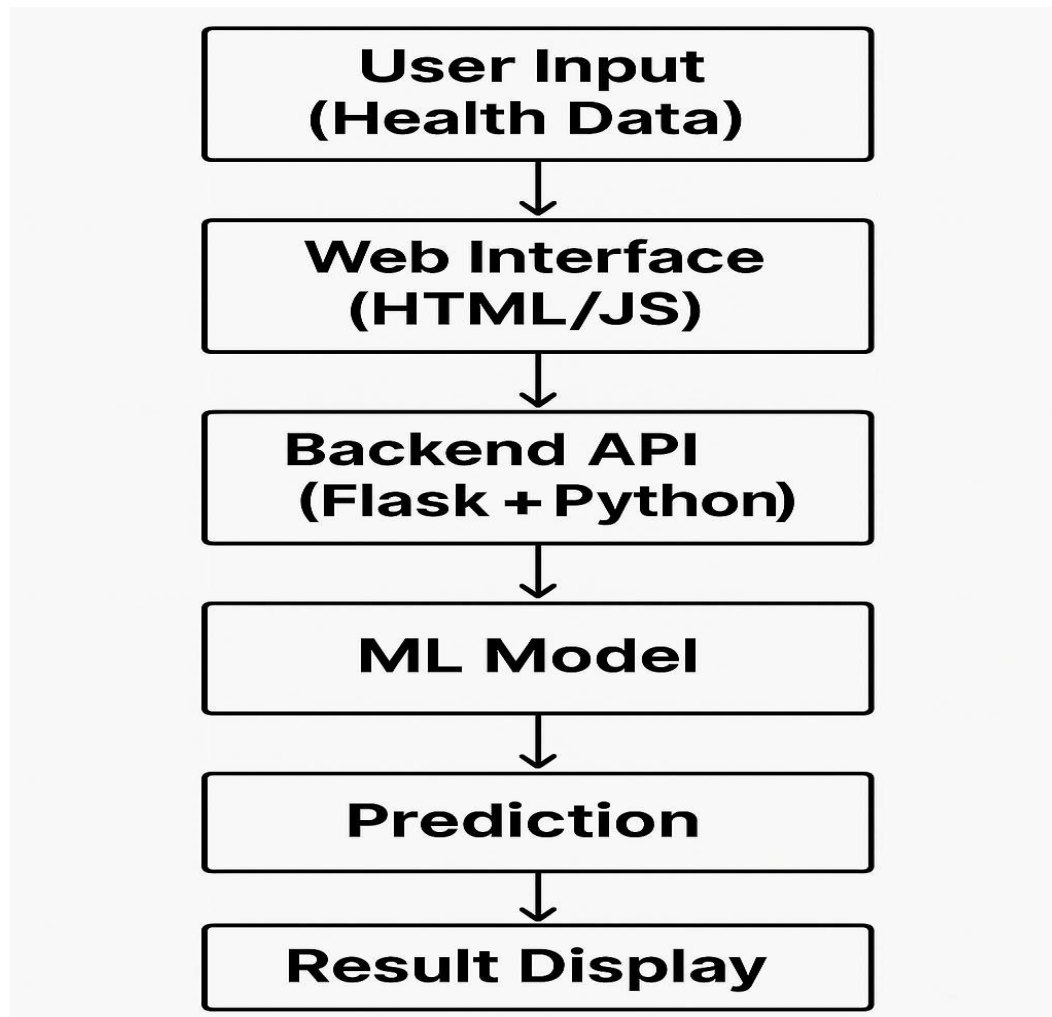 User Input
(Health Data)
Web Interface
(HTML/JS)
Backend API
(Flask + Python)
ML Model
Prediction
Result Display